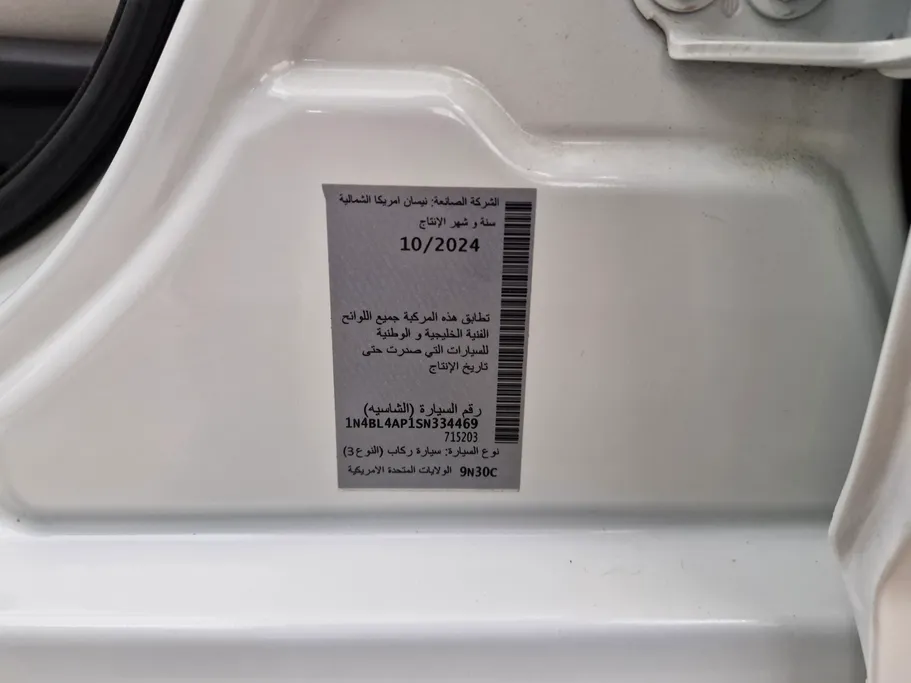 الشركة الصانعة: نيسان امريكا الشمالية
سنة و شهر الإنتاج
10/2024
تطابق هذه المركبة جميع اللوائح
الفنية الخليجية و الوطنية
للسيارات التي صدرت حتى
تاريخ الإنتاج
رقم السيارة (الشاسيه)
1N4BL4AP1SN334469
715203
نوع السيارة: سيارة ركاب (النوع 3)
9N30C الولايات المتحدة الامريكية